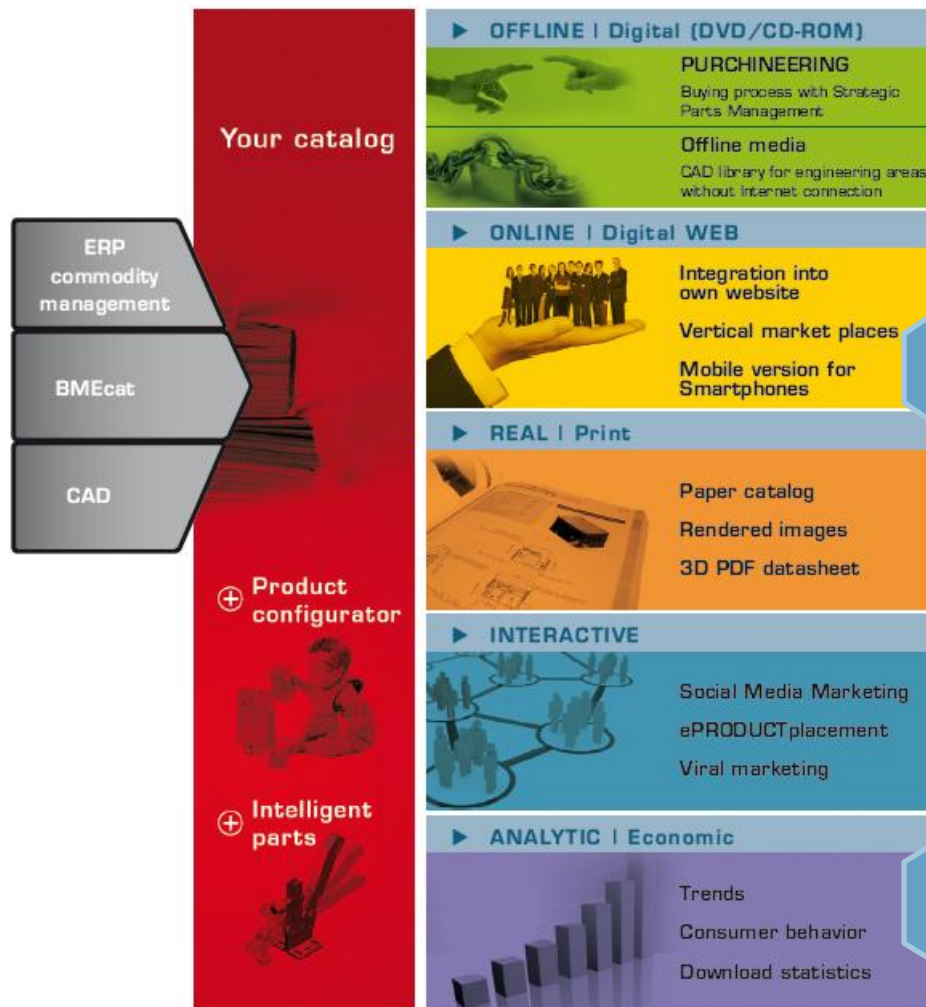 Your catalog
ERP
commodity
management
BMEcat
CAD
Product
configurator
Intelligent
parts
OFFLINE | Digital (DVD/CD-ROM)
PURCHINEERING
Buying process with Strategic
Parts Management
Offline media
CAD library for engineering areas
without Internet connection
ONLINE | Digital WEB
Integration into
own website
Vertical market places
Mobile version for
Smartphones
REAL | Print
Paper catalog
Rendered images
3D PDF datasheet
INTERACTIVE
Social Media Marketing
ePRODUCTplacement
Viral marketing
ANALYTIC | Economic
Trends
Consumer behavior
Download statistics